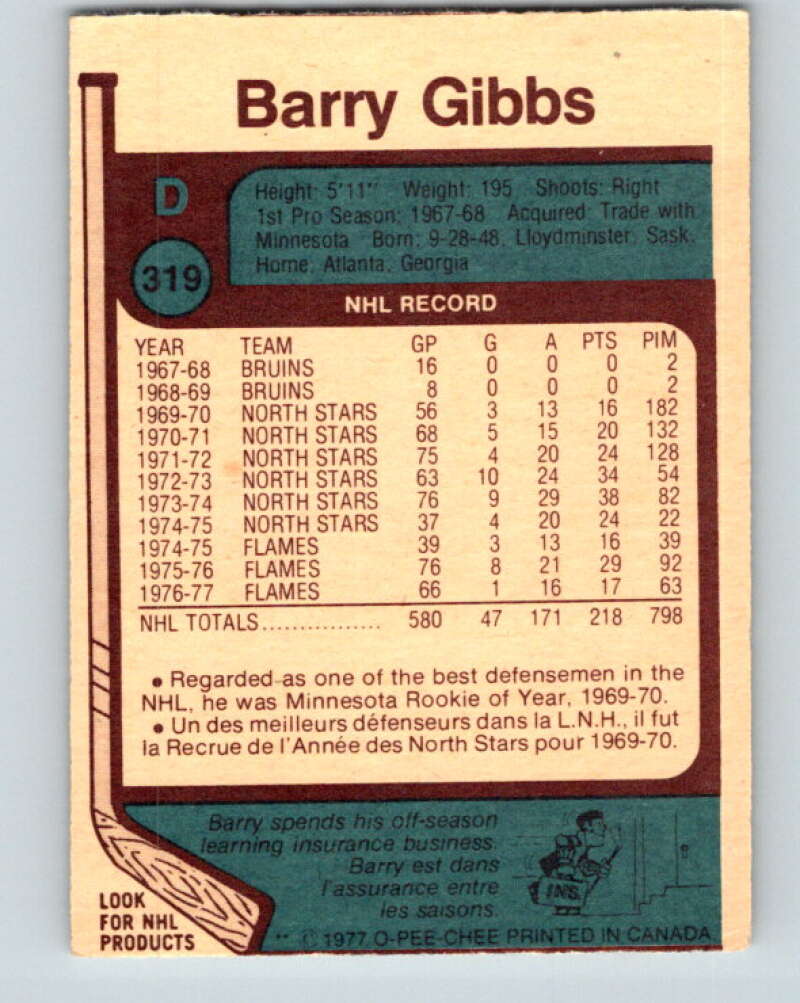 Barry Gibbs
D
319
Height: 5'11" Weight: 195 Shoots: Right
1st Pro Season: 1967-68 Acquired: Trade with
Minnesota Born: 9-28-48, Lloydminster, Sask.
Home: Atlanta, Georgia
NHL RECORD
YEAR TEAM GP G A PTS PIM
1967-68 BRUINS 16 0 0 0 2
1968-69 BRUINS 8 0 0 0 2
1969-70 NORTH STARS 56 3 13 16 182
1970-71 NORTH STARS 68 5 15 20 132
1971-72 NORTH STARS 75 4 20 24 128
1972-73 NORTH STARS 63 10 24 34 54
1973-74 NORTH STARS 76 9 29 38 82
1974-75 NORTH STARS 37 4 20 24 22
1974-75 FLAMES 39 3 13 16 39
1975-76 FLAMES 76 8 21 29 92
1976-77 FLAMES 66 1 16 17 63
NHL TOTALS................ 580 47 171 218 798
• Regarded as one of the best defensemen in the
NHL, he was Minnesota Rookie of Year, 1969-70.
• Un des meilleurs défenseurs dans la L.N.H., il fut
la Recrue de l'Année des North Stars pour 1969-70.
Barry spends his off-season
learning insurance business.
Barry est dans
l'assurance entre
les saisons.
INS.
LOOK
FOR NHL
PRODUCTS
** © 1977 O-PEE-CHEE PRINTED IN CANADA